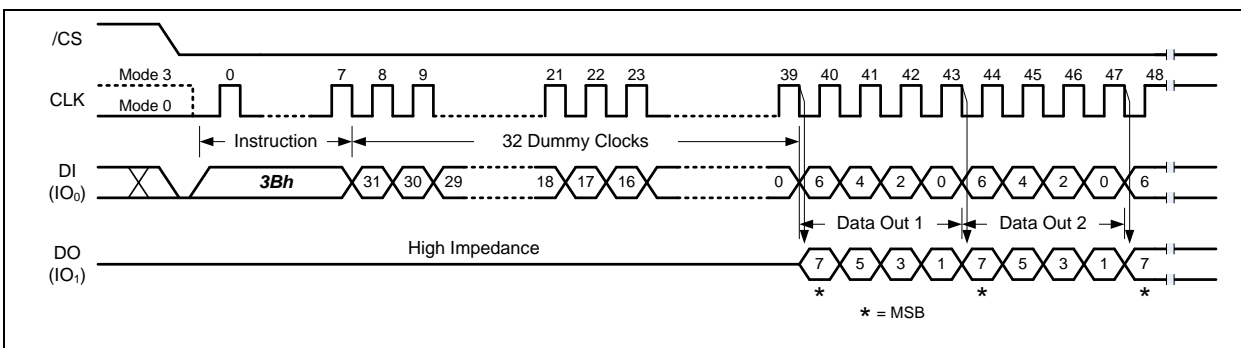 /CS
Mode 3 0 7 8 9 21 22 23 39 40 41 42 43 44 45 46 47 48
CLK
Mode 0
Instruction 32 Dummy Clocks
DI
(IO0)
3Bh 31 30 29 18 17 16 0 6 4 2 0 6 4 2 0 6
Data Out 1 Data Out 2
DO
(IO1)
High Impedance
7 5 3 1 7 5 3 1 7
* * *
* = MSB